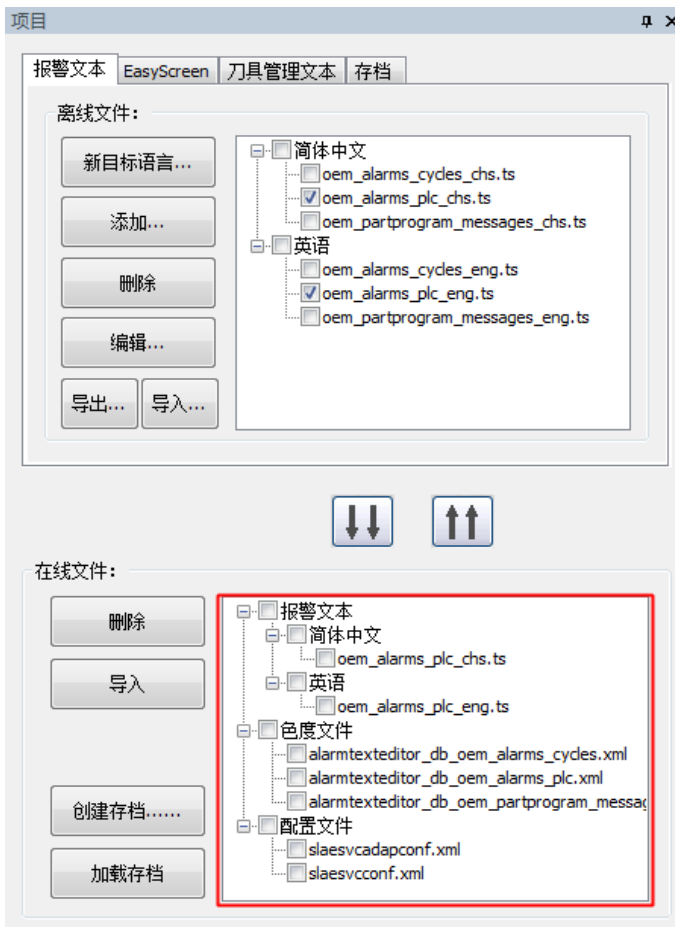 项目
报警文本 EasyScreen 刀具管理文本 存档
离线文件：
新目标语言...
添加...
删除
编辑...
导出... 导入...
简体中文
oem_alarms_cycles_chs.ts
oem_alarms_plc_chs.ts
oem_partprogram_messages_chs.ts
英语
oem_alarms_cycles_eng.ts
oem_alarms_plc_eng.ts
oem_partprogram_messages_eng.ts
在线文件：
删除
导入
创建存档......
加载存档
报警文本
简体中文
oem_alarms_plc_chs.ts
英语
oem_alarms_plc_eng.ts
色度文件
alarmtexteditor_db_oem_alarms_cycles.xml
alarmtexteditor_db_oem_alarms_plc.xml
alarmtexteditor_db_oem_partprogram_messag
配置文件
slaesvcadapconf.xml
slaesvcconf.xml